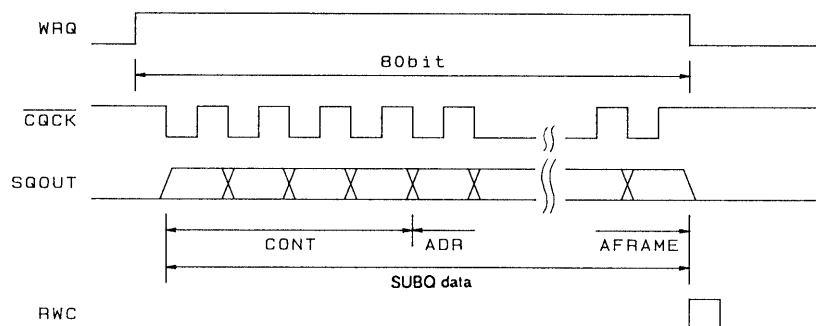 WRQ
80bit
CQCK
SQOUT
CONT
ADR
AFRAME
SUBQ data
RWC